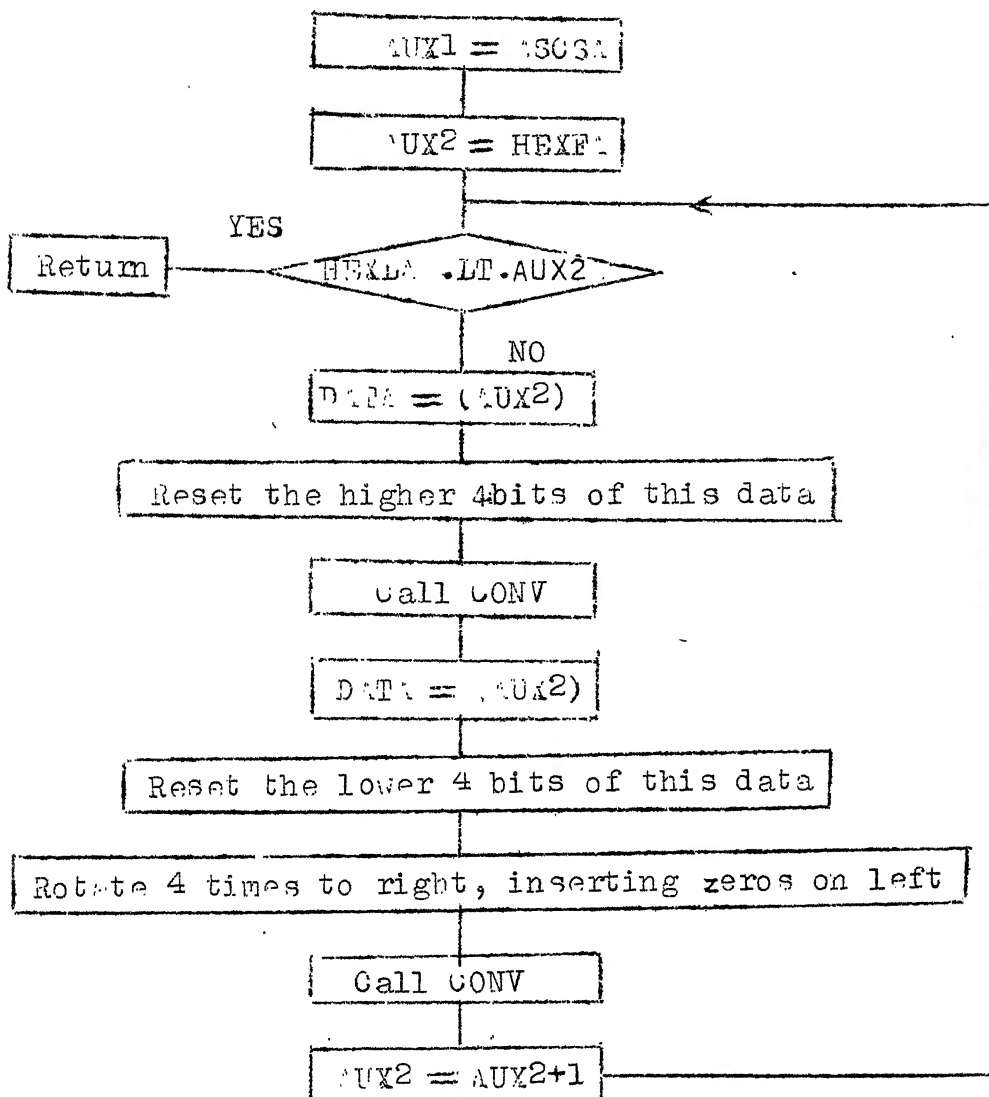 AUX1 = ASOSA
AUX2 = HEXFA
YES
Return
HEXLA .LT.AUX2
NO
DATA = (AUX2)
Reset the higher 4bits of this data
Call CONV
DATA = (AUX2)
Reset the lower 4 bits of this data
Rotate 4 times to right, inserting zeros on left
Call CONV
AUX2 = AUX2+1